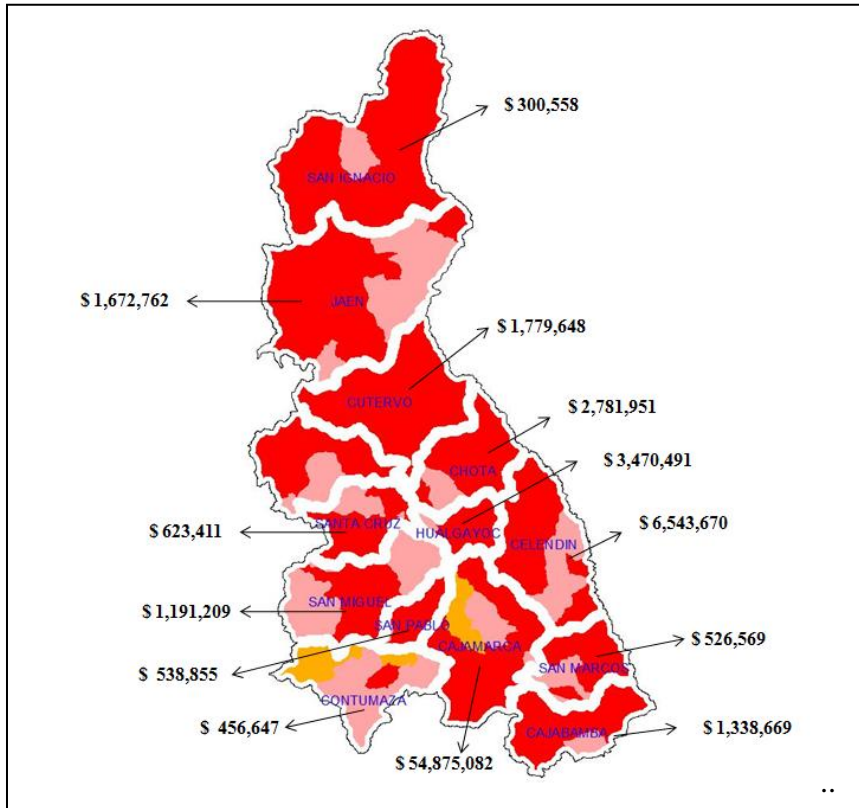 $ 300,558
SAN IGNACIO
$ 1,672,762
JAEN
$ 1,779,648
CUTERVO
$ 2,781,951
CHOTA
$ 3,470,491
SANTA CRUZ
HUALGAYOC
$ 623,411
CELENDIN
$ 6,543,670
SAN MIGUEL
$ 1,191,209
SAN PABLO
CAJAMARCA
$ 526,569
SAN MARCOS
$ 538,855
CONTUMAZA
$ 456,647
CAJABAMBA
$ 1,338,669
$ 54,875,082
..